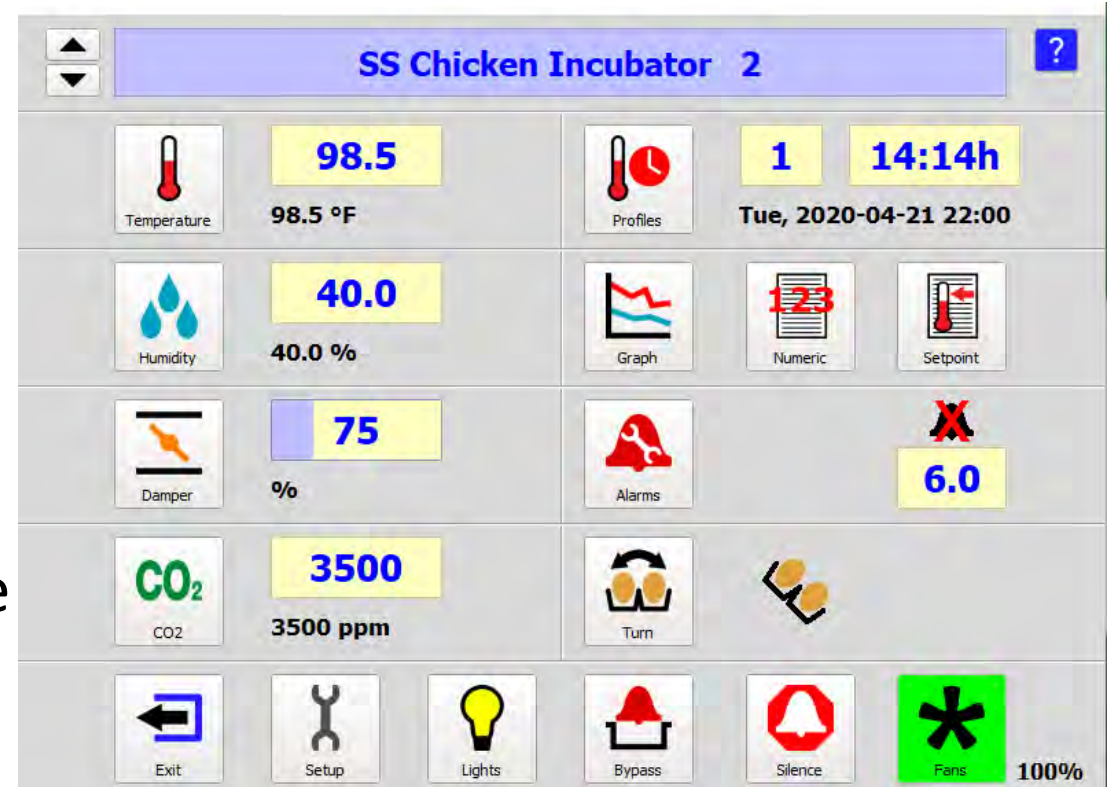 SS Chicken Incubator 2
?
98.5
Temperature
98.5 °F
1
14:14h
Profiles
Tue, 2020-04-21 22:00
40.0
Humidity
40.0 %
Graph
123
Numeric
Setpoint
75
Damper
%
Alarms
6.0
CO₂
3500
CO2
3500 ppm
Turn
e
Exit
Setup
Lights
Bypass
Silence
Fans
100%